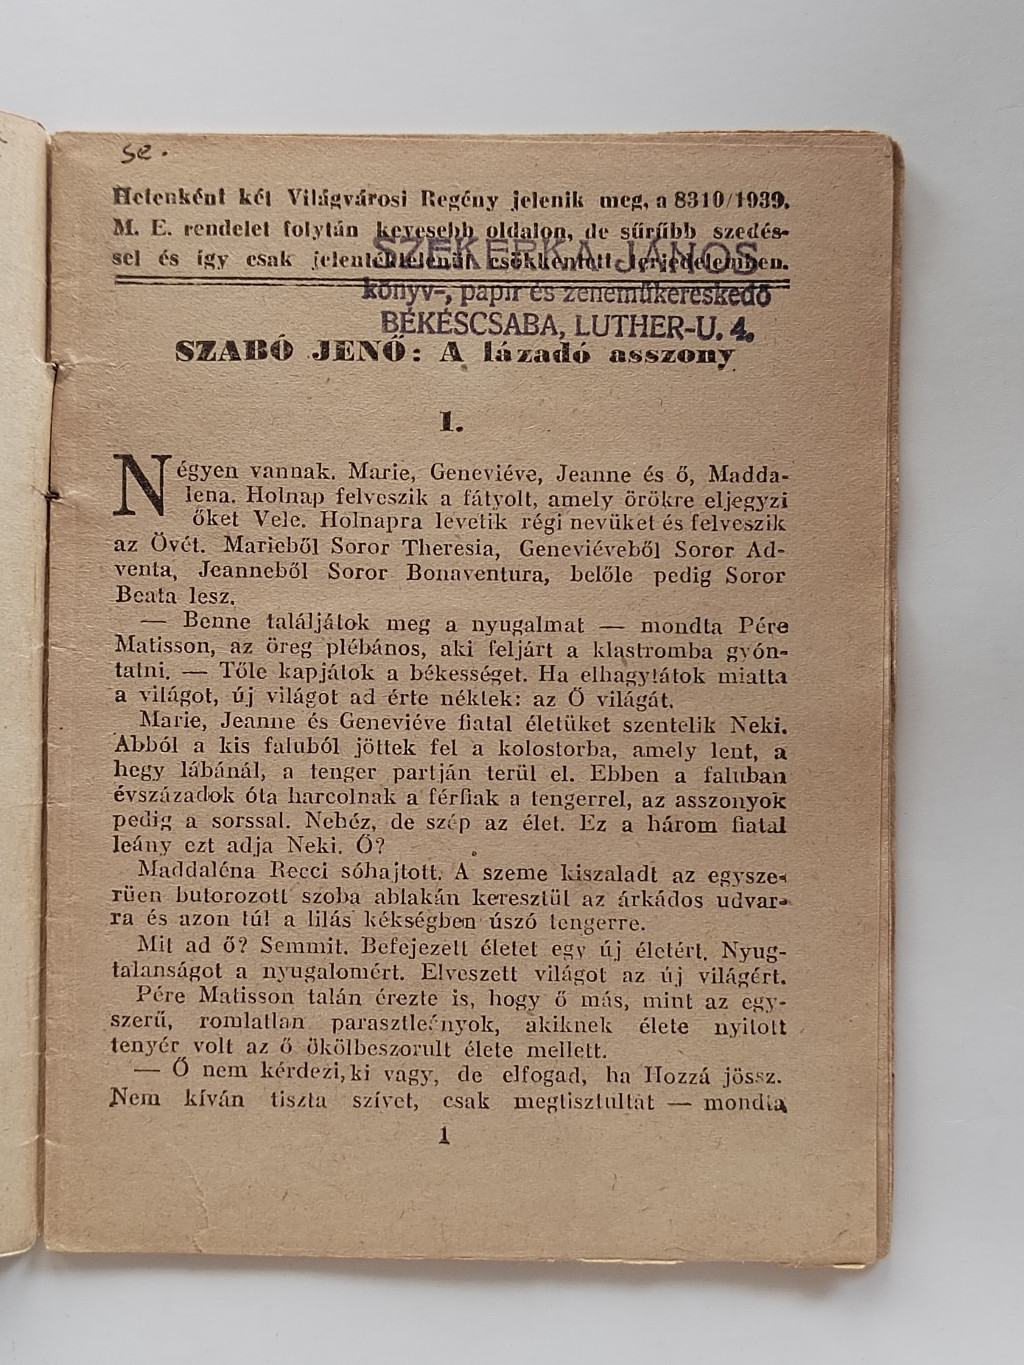 se.
Hetenként két Világvárosi Regény jelenik meg, a 8310/1939.
M. E. rendelet folytán kevesebb oldalon, de sűrűbb szedés-
sel és így csak jelentéktelenül csökkentett terjedelemben.
SZEKERKA JÁNOS
könyv-, papír és zeneműkereskedő
BÉKÉSCSABA, LUTHER-U. 4.
SZABÓ JENŐ: A lázadó asszony
1.
Négyen vannak. Marie, Geneviéve, Jeanne és ő, Madda-
lena. Holnap felveszik a fátyolt, amely örökre eljegyzi
őket Vele. Holnapra levetik régi nevüket és felveszik
az Övét. Marieből Soror Theresia, Geneviéveből Soror Ad-
venta, Jeanneből Soror Bonaventura, belőle pedig Soror
Beata lesz.
— Benne találjátok meg a nyugalmat — mondta Pére
Matisson, az öreg plébános, aki feljárt a klastromba gyón-
tatni. — Tőle kapjátok a békességet. Ha elhagytátok miatta
a világot, új világot ad érte néktek: az Ő világát.
Marie, Jeanne és Geneviéve fiatal életüket szentelik Neki.
Abból a kis faluból jöttek fel a kolostorba, amely lent, a
hegy lábánál, a tenger partján terül el. Ebben a faluban
évszázadok óta harcolnak a férfiak a tengerrel, az asszonyok
pedig a sorssal. Nehéz, de szép az élet. Ez a három fiatal
leány ezt adja Neki. Ő?
Maddaléna Recci sóhajtott. A szeme kiszaladt az egysze-
rüen butorozott szoba ablakán keresztül az árkádos udvar-
ra és azon túl a lilás kékségben úszó tengerre.
Mit ad ő? Semmit. Befejezett életet egy új életért. Nyug-
talanságot a nyugalomért. Elveszett világot az új világért.
Pére Matisson talán érezte is, hogy ő más, mint az egy-
szerű, romlatlan parasztleányok, akiknek élete nyitott
tenyér volt az ő ökölbeszorult élete mellett.
— Ő nem kérdezi, ki vagy, de elfogad, ha Hozzá jössz.
Nem kíván tiszta szívet, csak megtisztultat — mondta
1